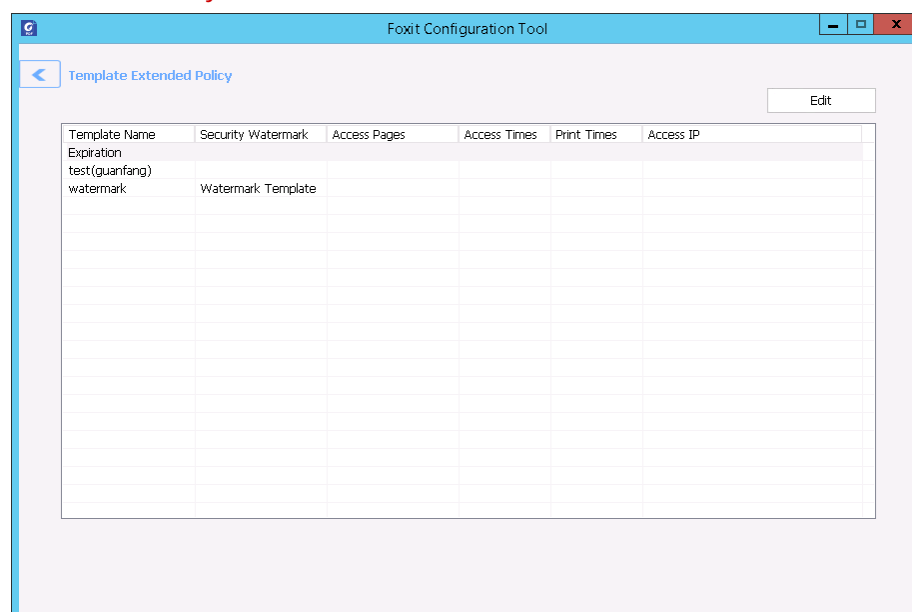 Foxit Configuration Tool
Template Extended Policy
Edit
Template Name Security Watermark Access Pages Access Times Print Times Access IP
Expiration
test(guanfang)
watermark Watermark Template